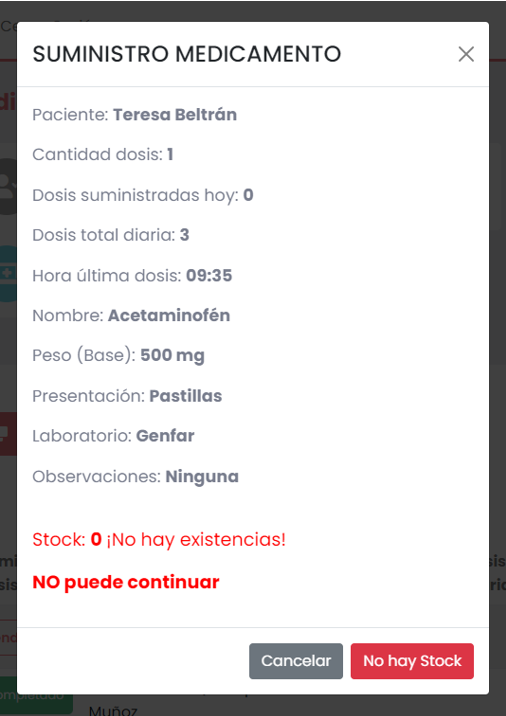 SUMINISTRO MEDICAMENTO
Paciente: Teresa Beltrán
Cantidad dosis: 1
Dosis suministradas hoy: 0
Dosis total diaria: 3
Hora última dosis: 09:35
Nombre: Acetaminofén
Peso (Base): 500 mg
Presentación: Pastillas
Laboratorio: Genfar
Observaciones: Ninguna
Stock: 0 ¡No hay existencias!
NO puede continuar
Cancelar No hay Stock
Muñoz